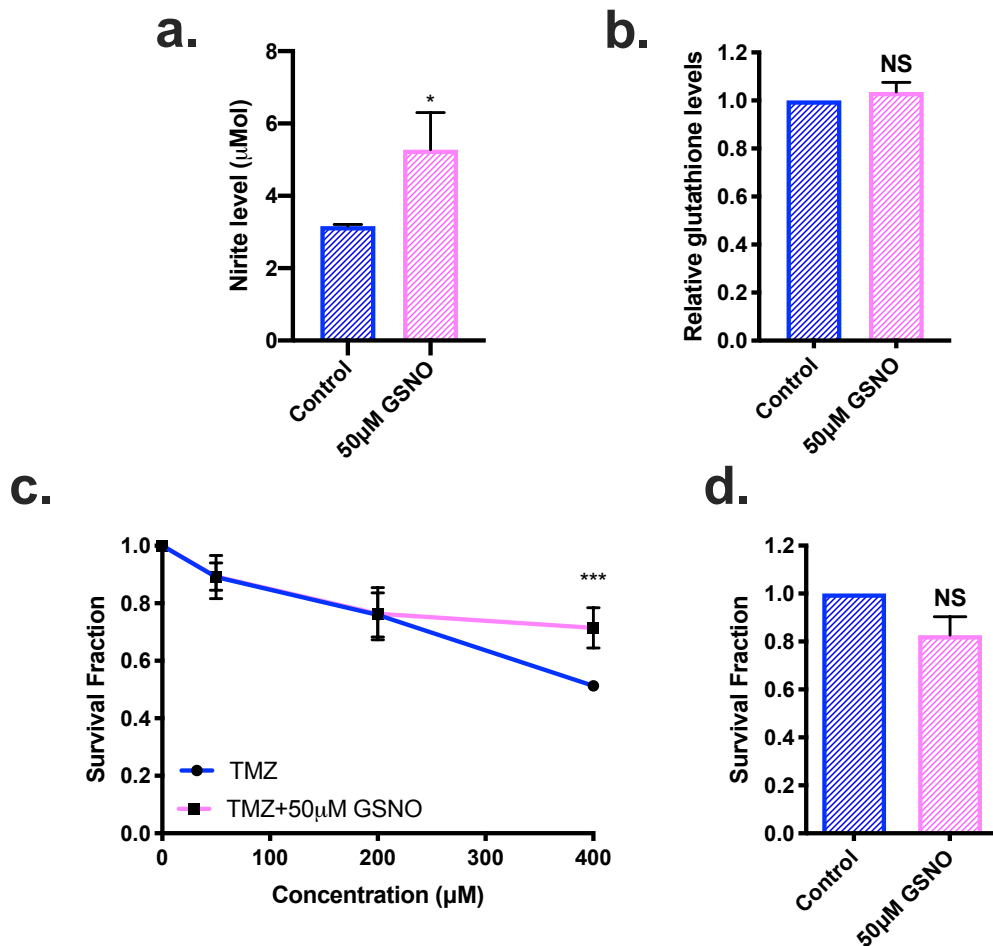 a.
8
6
4
2
0
Nirite level (µMol)
*
Control
50µM GSNO
b.
1.2
1.0
0.8
0.6
0.4
0.2
0.0
Relative glutathione levels
NS
Control
50µM GSNO
c.
1.0
0.8
0.6
0.4
0.2
0.0
Survival Fraction
***
TMZ
TMZ+50µM GSNO
0 100 200 300 400
Concentration (µM)
d.
1.2
1.0
0.8
0.6
0.4
0.2
0.0
Survival Fraction
NS
Control
50µM GSNO